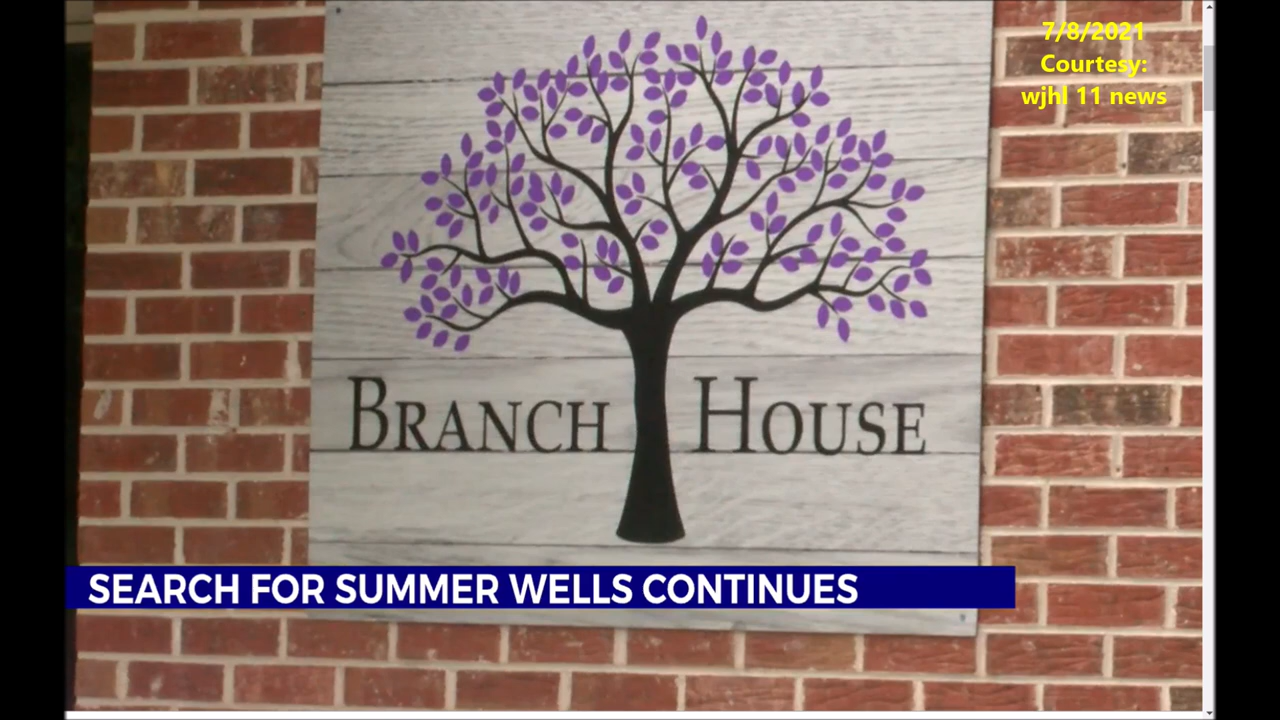 7/8/2021
Courtesy:
wjhl 11 news
BRANCH HOUSE
SEARCH FOR SUMMER WELLS CONTINUES